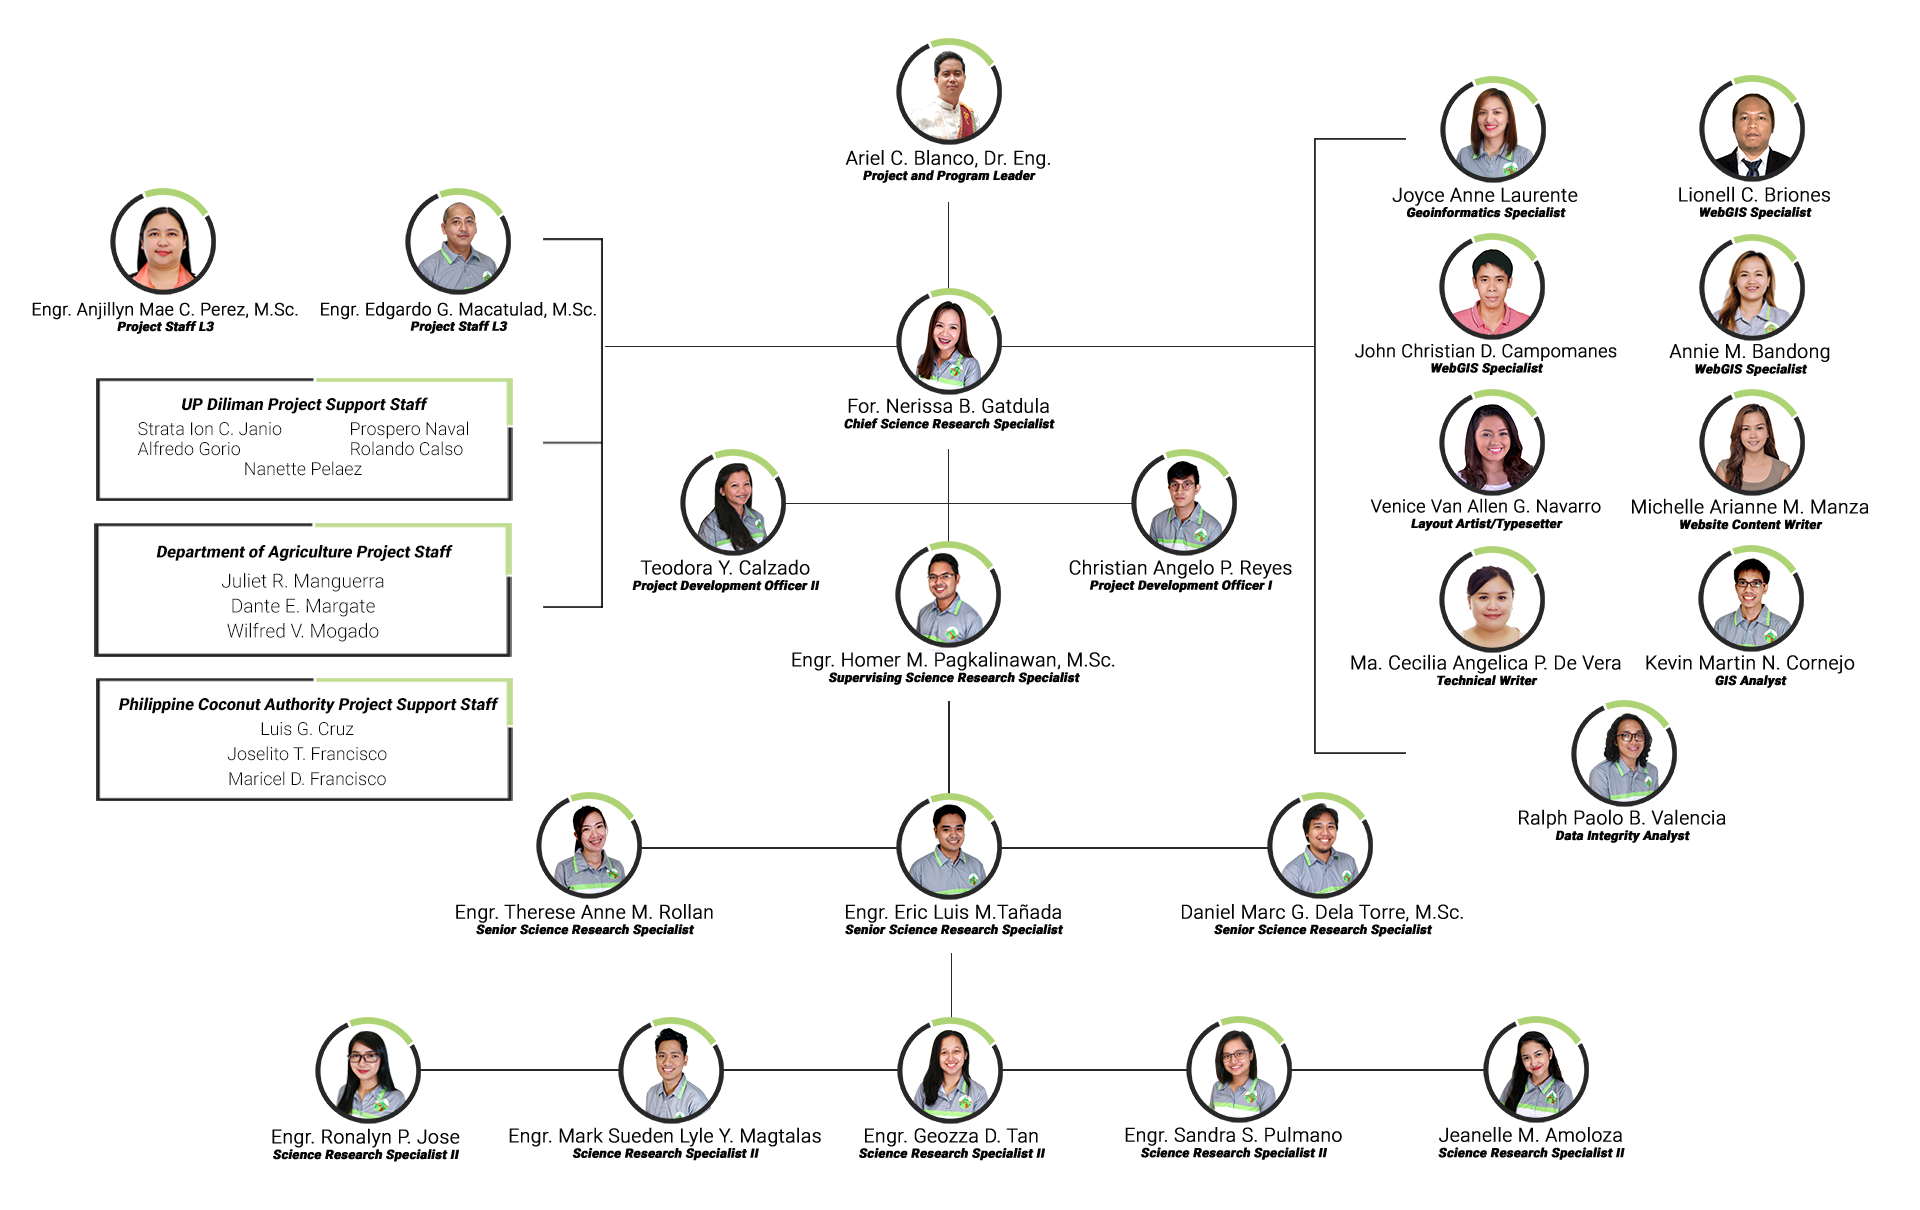 Ariel C. Blanco, Dr. Eng.
Project and Program Leader
Engr. Anjillyn Mae C. Perez, M.Sc.
Project Staff L3
Engr. Edgardo G. Macatulad, M.Sc.
Project Staff L3
UP Diliman Project Support Staff
Strata Ion C. Janio
Prospero Naval
Alfredo Gorio
Rolando Calso
Nanette Pelaez
Department of Agriculture Project Staff
Juliet R. Manguerra
Dante E. Margate
Wilfred V. Mogado
Philippine Coconut Authority Project Support Staff
Luis G. Cruz
Joselito T. Francisco
Maricel D. Francisco
For. Nerissa B. Gatdula
Chief Science Research Specialist
Teodora Y. Calzado
Project Development Officer II
Christian Angelo P. Reyes
Project Development Officer I
Engr. Homer M. Pagkalinawan, M.Sc.
Supervising Science Research Specialist
Joyce Anne Laurente
Geoinformatics Specialist
Lionell C. Briones
WebGIS Specialist
John Christian D. Campomanes
WebGIS Specialist
Annie M. Bandong
WebGIS Specialist
Venice Van Allen G. Navarro
Layout Artist/Typesetter
Michelle Arianne M. Manza
Website Content Writer
Ma. Cecilia Angelica P. De Vera
Technical Writer
Kevin Martin N. Cornejo
GIS Analyst
Ralph Paolo B. Valencia
Data Integrity Analyst
Engr. Therese Anne M. Rollan
Senior Science Research Specialist
Engr. Eric Luis M.Tañada
Senior Science Research Specialist
Daniel Marc G. Dela Torre, M.Sc.
Senior Science Research Specialist
Engr. Ronalyn P. Jose
Science Research Specialist II
Engr. Mark Sueden Lyle Y. Magtalas
Science Research Specialist II
Engr. Geozza D. Tan
Science Research Specialist II
Engr. Sandra S. Pulmano
Science Research Specialist II
Jeanelle M. Amoloza
Science Research Specialist II